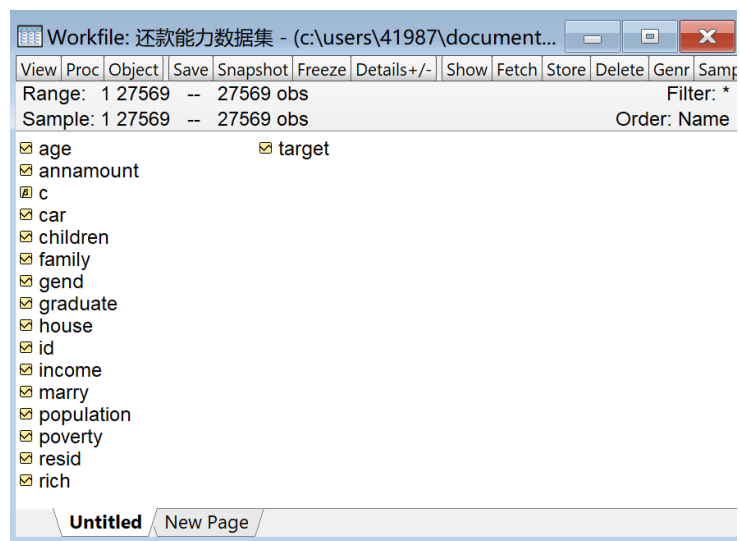 Workfile: 还款能力数据集 - (c:\users\41987\document...
View Proc Object Save Snapshot Freeze Details+/- Show Fetch Store Delete Genr Samp
Range: 1 27569 -- 27569 obs Filter: *
Sample: 1 27569 -- 27569 obs Order: Name
age target
annamount
β c
car
children
family
gend
graduate
house
id
income
marry
population
poverty
resid
rich
Untitled New Page